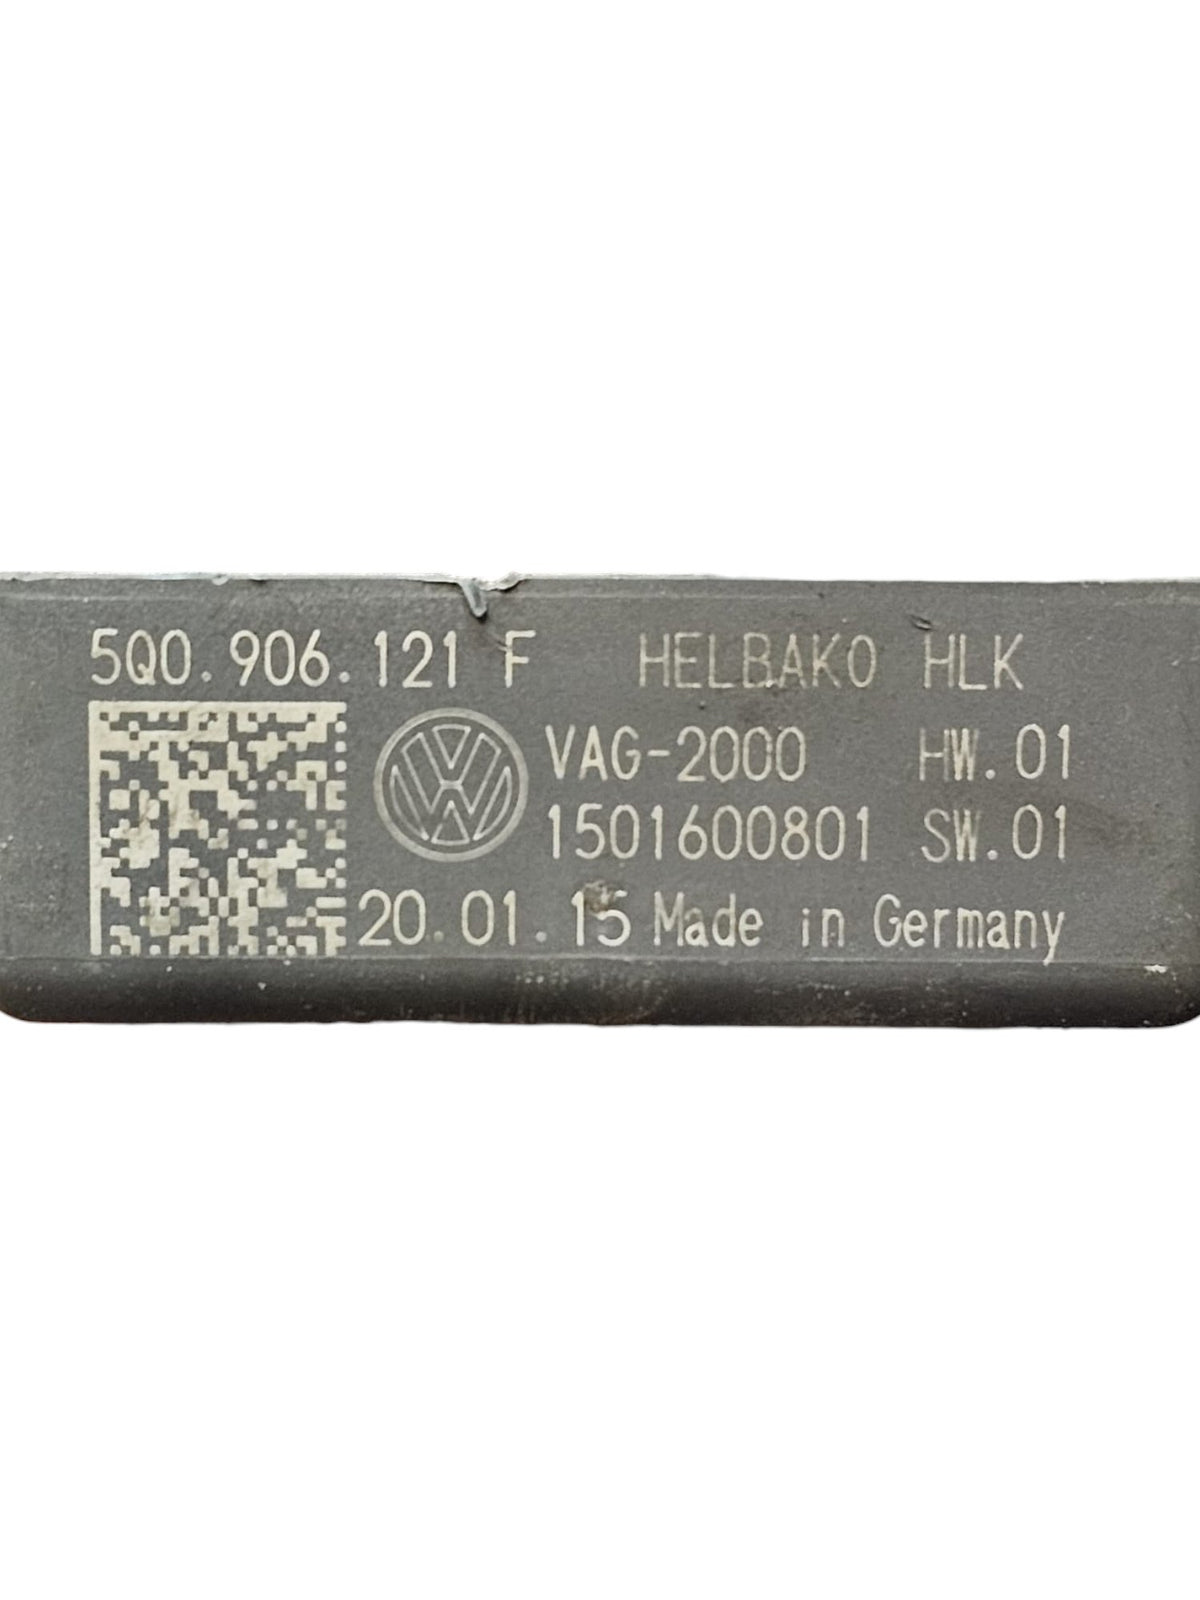 5Q0.906.121 F HELBAKO HLK
VAG-2000 HW.01
1501600801 SW.01
20.01.15 Made in Germany